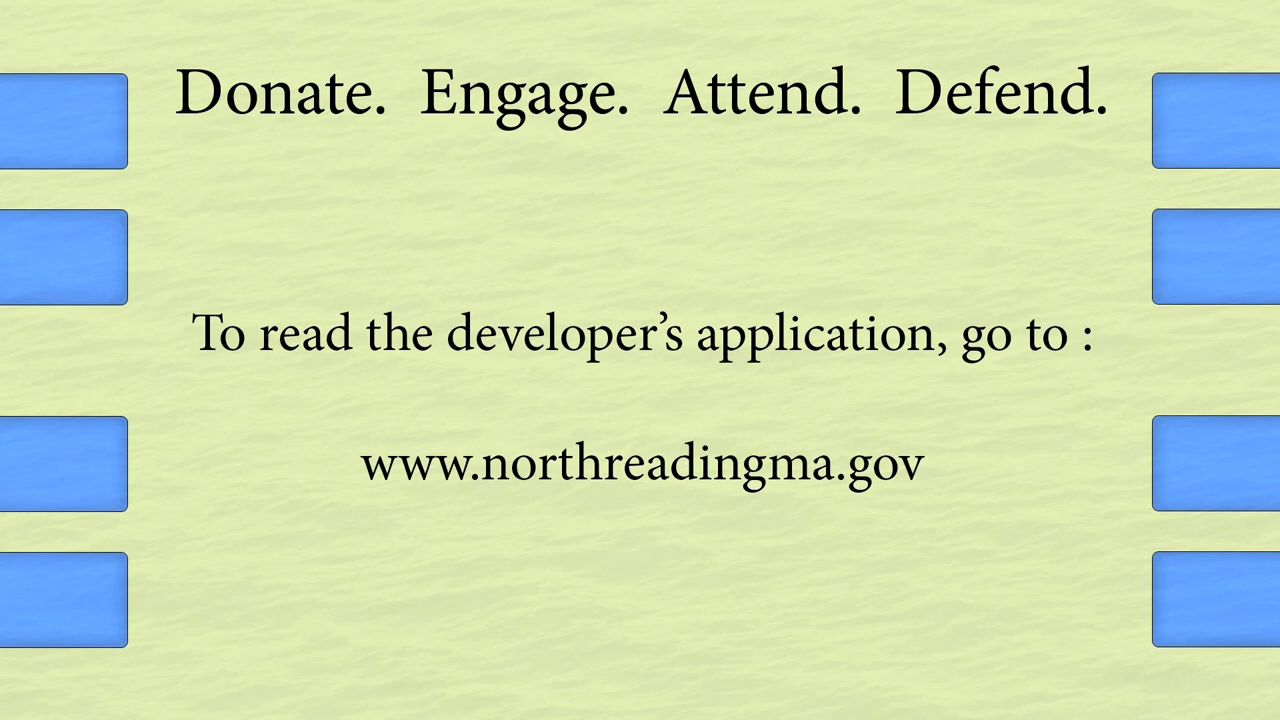 Donate. Engage. Attend. Defend.
To read the developer’s application, go to :
www.northreadingma.gov